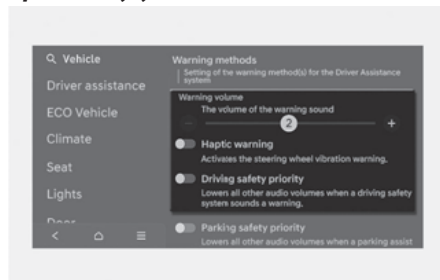 Vehicle
Driver assistance
ECO Vehicle
Climate
Seat
Lights
Door
Warning methods
Setting of the warning method(s) for the Driver Assistance
system
Warning volume
The volume of the warning sound
2
Haptic warning
Activates the steering wheel vibration warning.
Driving safety priority
Lowers all other audio volumes when a driving safety
system sounds a warning.
Parking safety priority
Lowers all other audio volumes when a parking assist